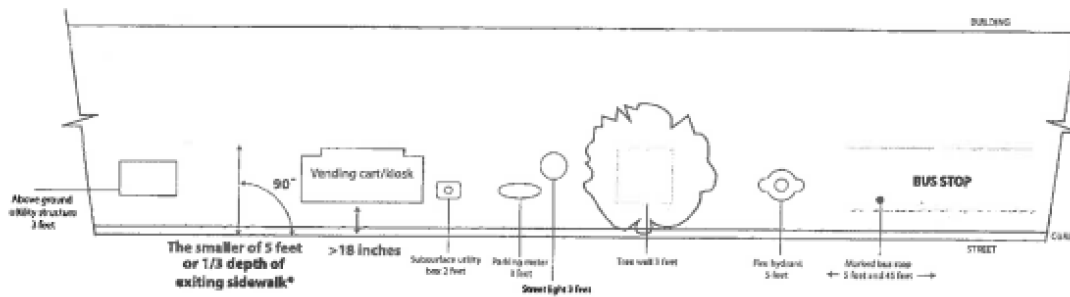 BUILDING
Vending cart/kiosk
90"
BUS STOP
Above ground
utility structure
3 feet
CURB
STREET
The smaller of 5 feet
or 1/3 depth of
exiting sidewalk*
>18 inches
Subsurface utility
box 2 feet
Parking meter
3 feet
Street light 3 feet
Tree well 3 feet
Fire hydrant
5 feet
Marked bus stop
5 feet and 45 feet